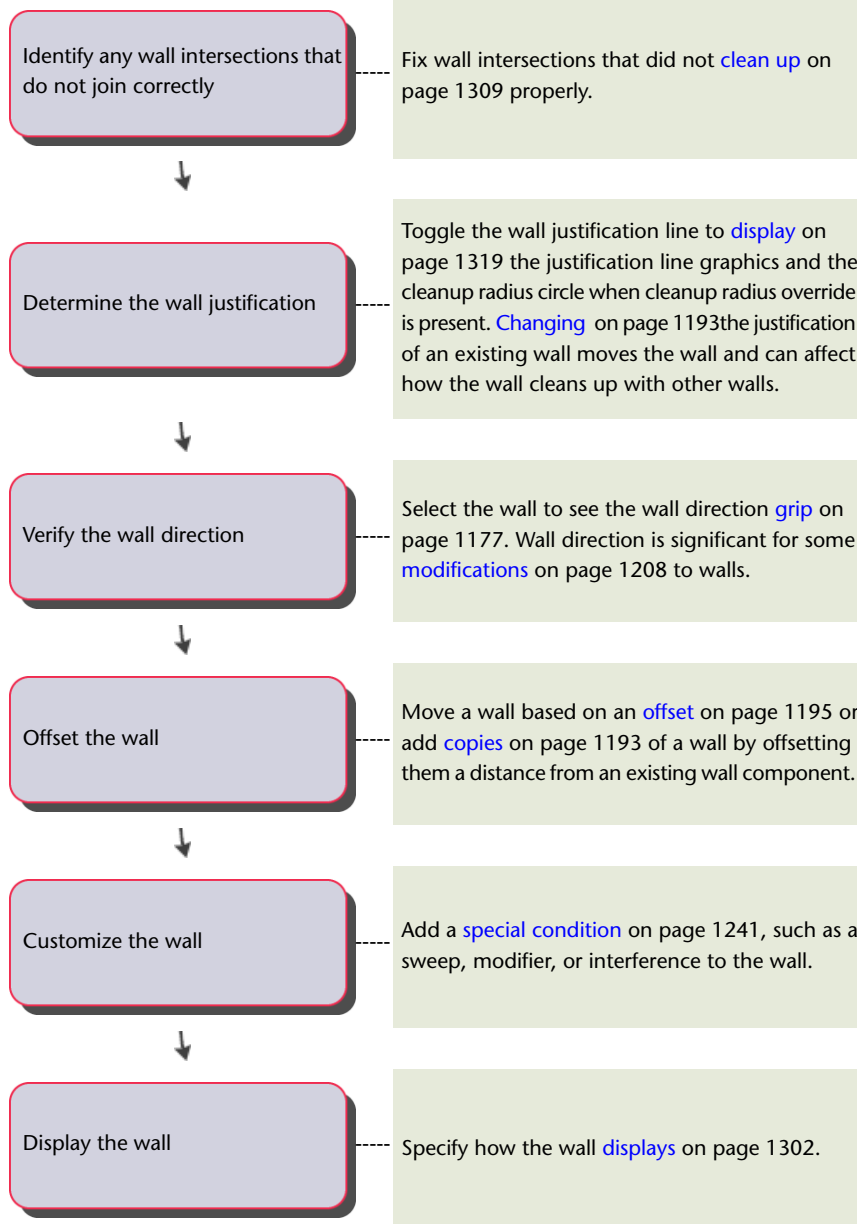 Identify any wall intersections that
do not join correctly
Fix wall intersections that did not clean up on
page 1309 properly.
Determine the wall justification
Toggle the wall justification line to display on
page 1319 the justification line graphics and the
cleanup radius circle when cleanup radius override
is present. Changing on page 1193the justification
of an existing wall moves the wall and can affect
how the wall cleans up with other walls.
Verify the wall direction
Select the wall to see the wall direction grip on
page 1177. Wall direction is significant for some
modifications on page 1208 to walls.
Offset the wall
Move a wall based on an offset on page 1195 or
add copies on page 1193 of a wall by offsetting
them a distance from an existing wall component.
Customize the wall
Add a special condition on page 1241, such as a
sweep, modifier, or interference to the wall.
Display the wall
Specify how the wall displays on page 1302.